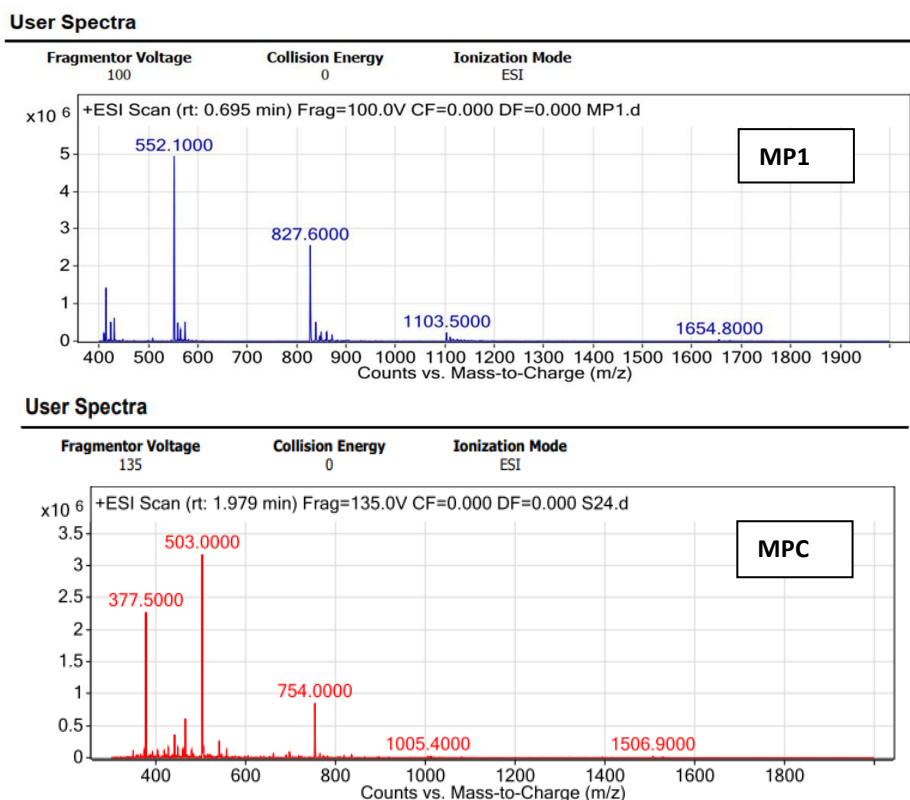 User Spectra
Fragmentor Voltage Collision Energy Ionization Mode
100 0 ESI
x10 6 +ESI Scan (rt: 0.695 min) Frag=100.0V CF=0.000 DF=0.000 MP1.d
MP1
552.1000
827.6000
1103.5000
1654.8000
5
4
3
2
1
0
400 500 600 700 800 900 1000 1100 1200 1300 1400 1500 1600 1700 1800 1900
Counts vs. Mass-to-Charge (m/z)
User Spectra
Fragmentor Voltage Collision Energy Ionization Mode
135 0 ESI
x10 6 +ESI Scan (rt: 1.979 min) Frag=135.0V CF=0.000 DF=0.000 S24.d
MPC
503.0000
377.5000
754.0000
1005.4000
1506.9000
3.5
3
2.5
2
1.5
1
0.5
0
400 600 800 1000 1200 1400 1600 1800
Counts vs. Mass-to-Charge (m/z)